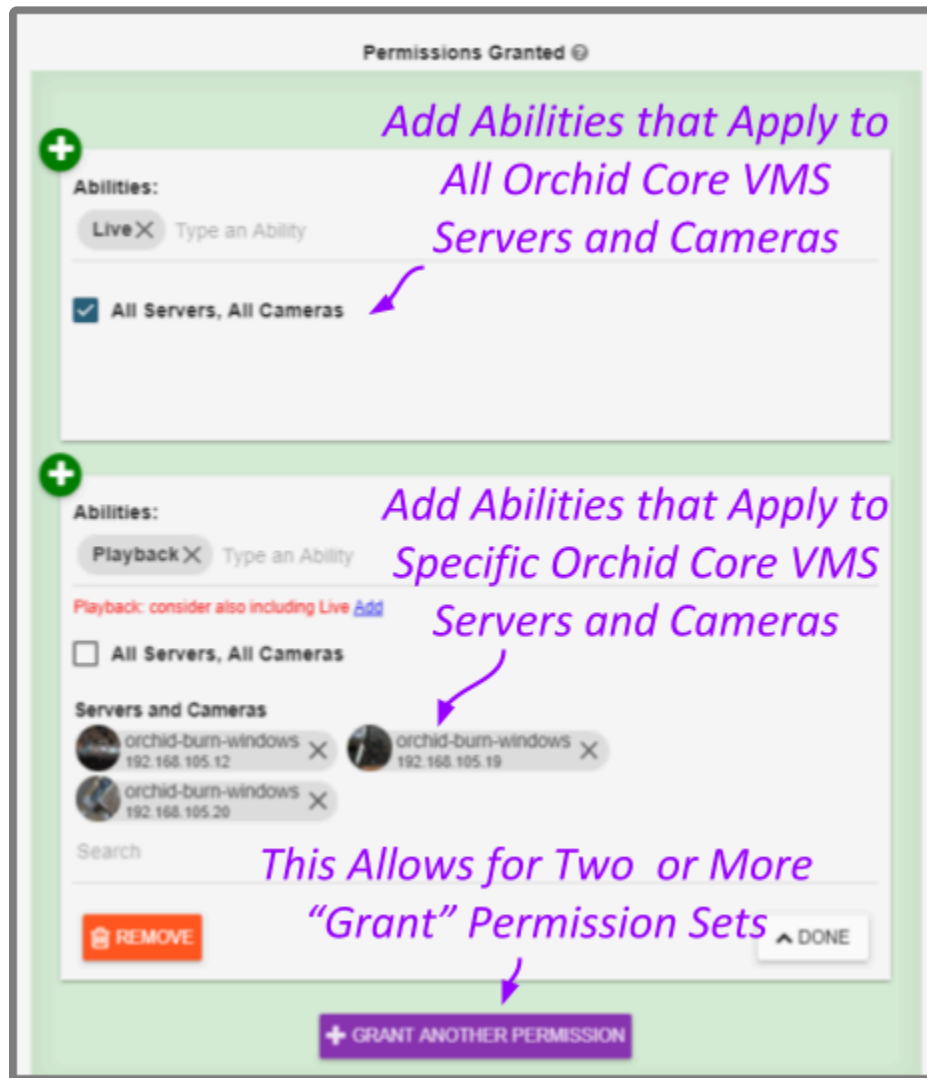 Permissions Granted
Add Abilities that Apply to
All Orchid Core VMS
Servers and Cameras
Abilities:
Live Type an Ability
All Servers, All Cameras
Add Abilities that Apply to
Specific Orchid Core VMS
Servers and Cameras
Abilities:
Playback Type an Ability
Playback: consider also including Live Add
All Servers, All Cameras
Servers and Cameras
orchid-burn-windows
192.168.105.12
orchid-burn-windows
192.168.105.19
orchid-burn-windows
192.168.105.20
Search
This Allows for Two or More
“Grant” Permission Sets
REMOVE
DONE
GRANT ANOTHER PERMISSION